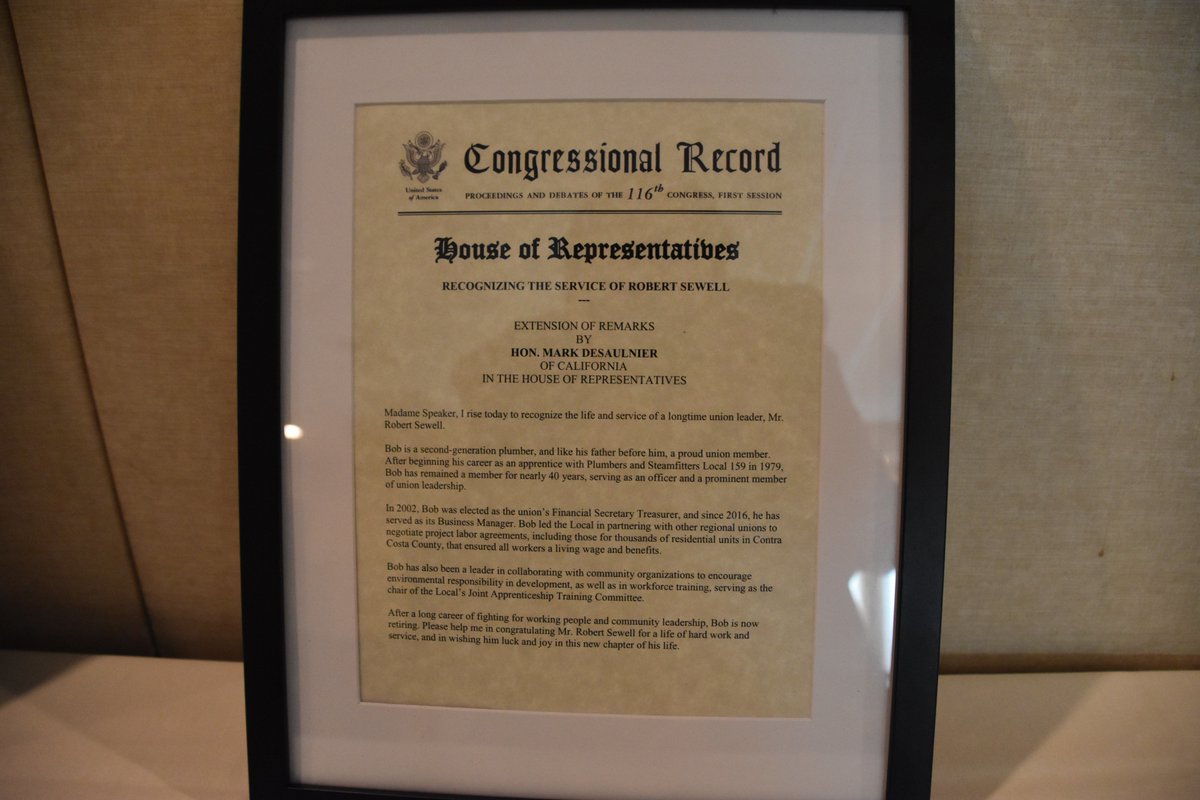 Congressional Record
United States
of America
PROCEEDINGS AND DEBATES OF THE 116th CONGRESS, FIRST SESSION
House of Representatives
RECOGNIZING THE SERVICE OF ROBERT SEWELL
---
EXTENSION OF REMARKS
BY
HON. MARK DESAULNIER
OF CALIFORNIA
IN THE HOUSE OF REPRESENTATIVES
Madame Speaker, I rise today to recognize the life and service of a longtime union leader, Mr.
Robert Sewell.
Bob is a second-generation plumber, and like his father before him, a proud union member.
After beginning his career as an apprentice with Plumbers and Steamfitters Local 159 in 1979,
Bob has remained a member for nearly 40 years, serving as an officer and a prominent member
of union leadership.
In 2002, Bob was elected as the union's Financial Secretary Treasurer, and since 2016, he has
served as its Business Manager. Bob led the Local in partnering with other regional unions to
negotiate project labor agreements, including those for thousands of residential units in Contra
Costa County, that ensured all workers a living wage and benefits.
Bob has also been a leader in collaborating with community organizations to encourage
environmental responsibility in development, as well as in workforce training, serving as the
chair of the Local's Joint Apprenticeship Training Committee.
After a long career of fighting for working people and community leadership, Bob is now
retiring. Please help me in congratulating Mr. Robert Sewell for a life of hard work and
service, and in wishing him luck and joy in this new chapter of his life.